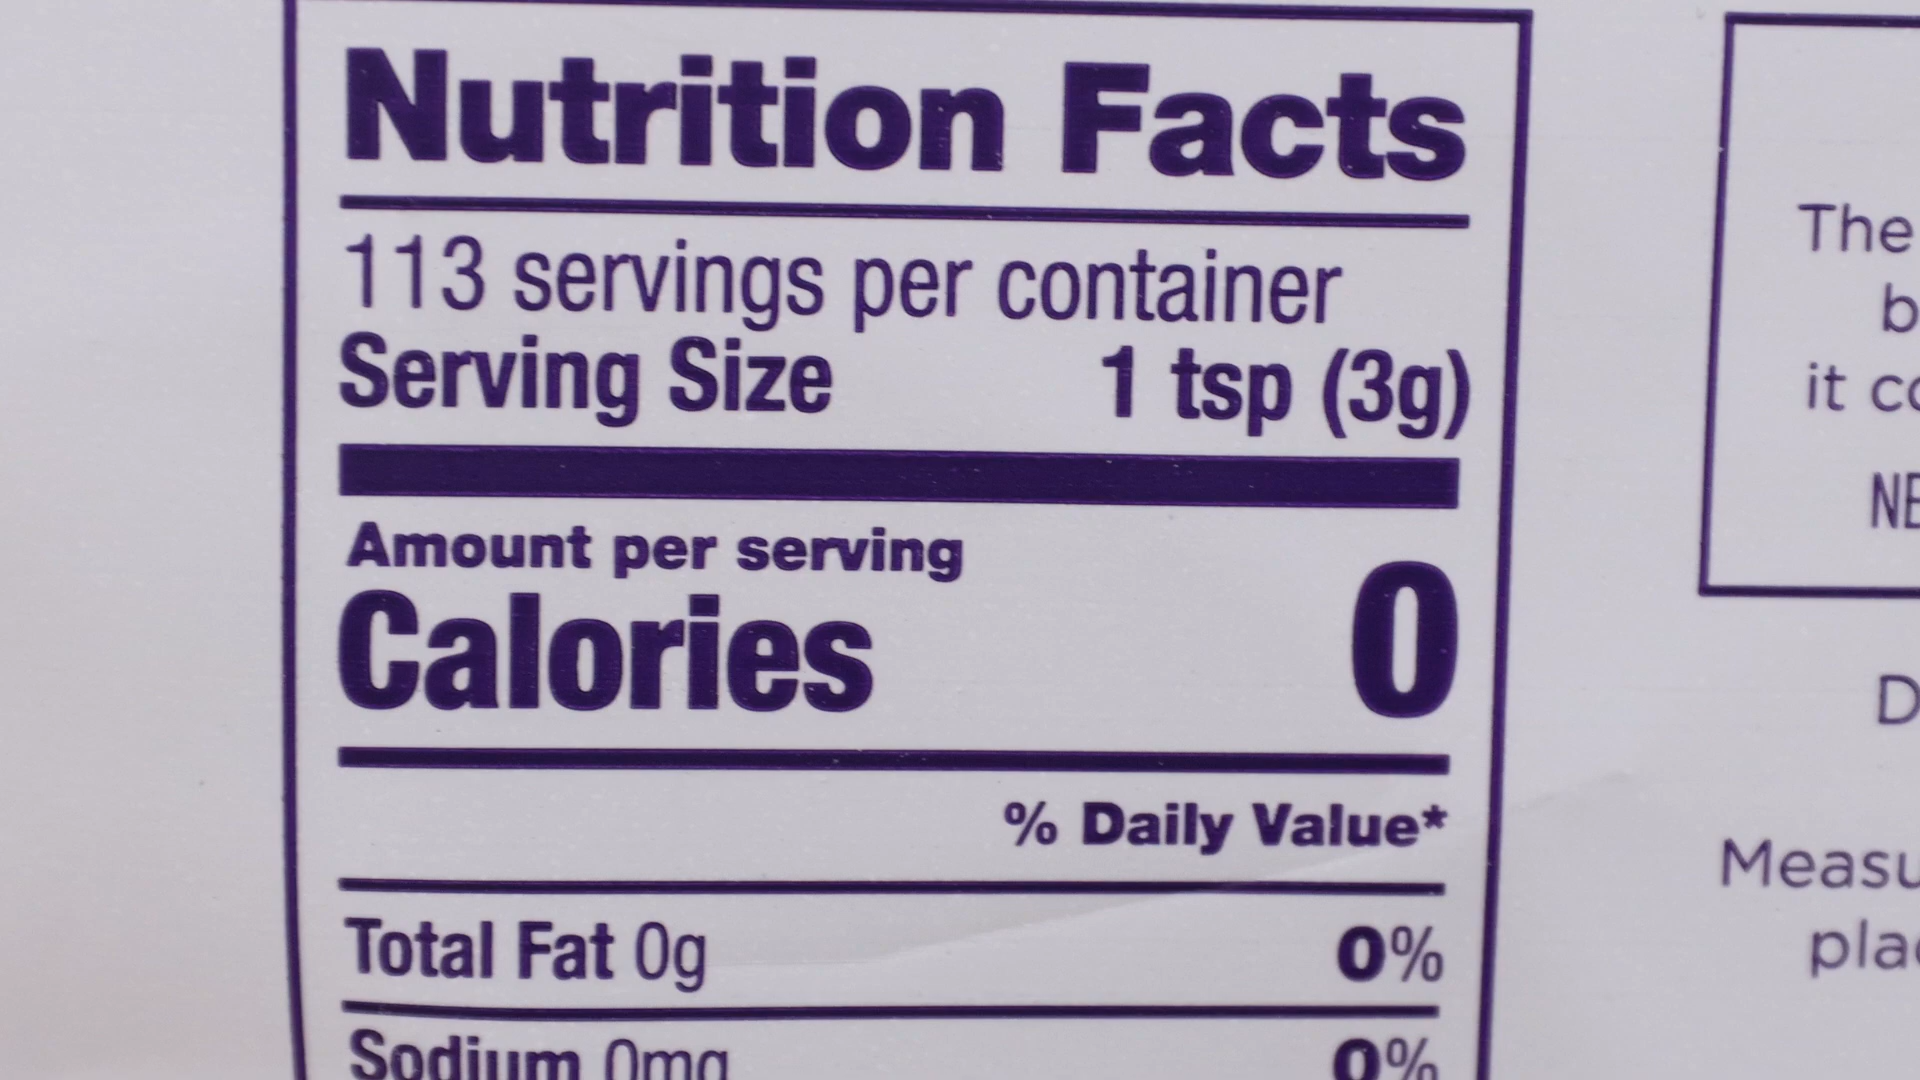 Nutrition Facts
113 servings per container
Serving Size 1 tsp (3g)
Amount per serving
Calories 0
% Daily Value*
Total Fat 0g 0%
Sodium 0mg 0%
The
b
it co
NE
D
Measu
plac